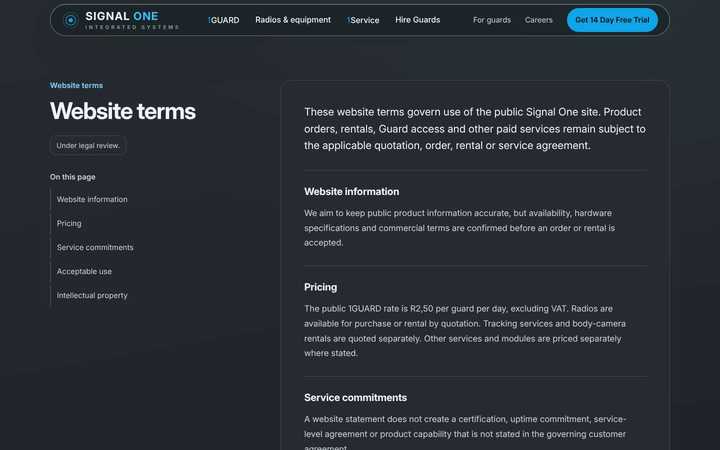 SIGNAL ONE
INTEGRATED SYSTEMS
1GUARD
Radios & equipment
1Service
Hire Guards
For guards
Careers
Get 14 Day Free Trial
Website terms
Website terms
Under legal review.
On this page
Website information
Pricing
Service commitments
Acceptable use
Intellectual property
These website terms govern use of the public Signal One site. Product
orders, rentals, Guard access and other paid services remain subject to
the applicable quotation, order, rental or service agreement.
Website information
We aim to keep public product information accurate, but availability, hardware
specifications and commercial terms are confirmed before an order or rental is
accepted.
Pricing
The public 1GUARD rate is R2,50 per guard per day, excluding VAT. Radios are
available for purchase or rental by quotation. Tracking services and body-camera
rentals are quoted separately. Other services and modules are priced separately
where stated.
Service commitments
A website statement does not create a certification, uptime commitment, service-
level agreement or product capability that is not stated in the governing customer
agreement.